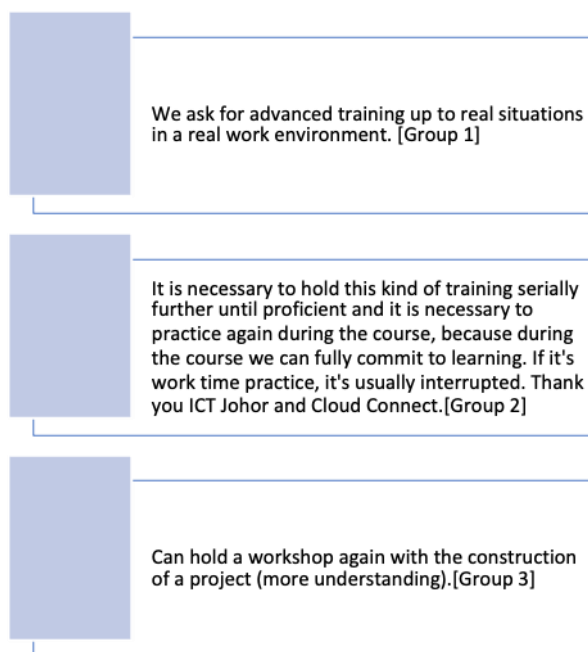 We ask for advanced training up to real situations
in a real work environment. [Group 1]
It is necessary to hold this kind of training serially
further until proficient and it is necessary to
practice again during the course, because during
the course we can fully commit to learning. If it's
work time practice, it's usually interrupted. Thank
you ICT Johor and Cloud Connect.[Group 2]
Can hold a workshop again with the construction
of a project (more understanding).[Group 3]